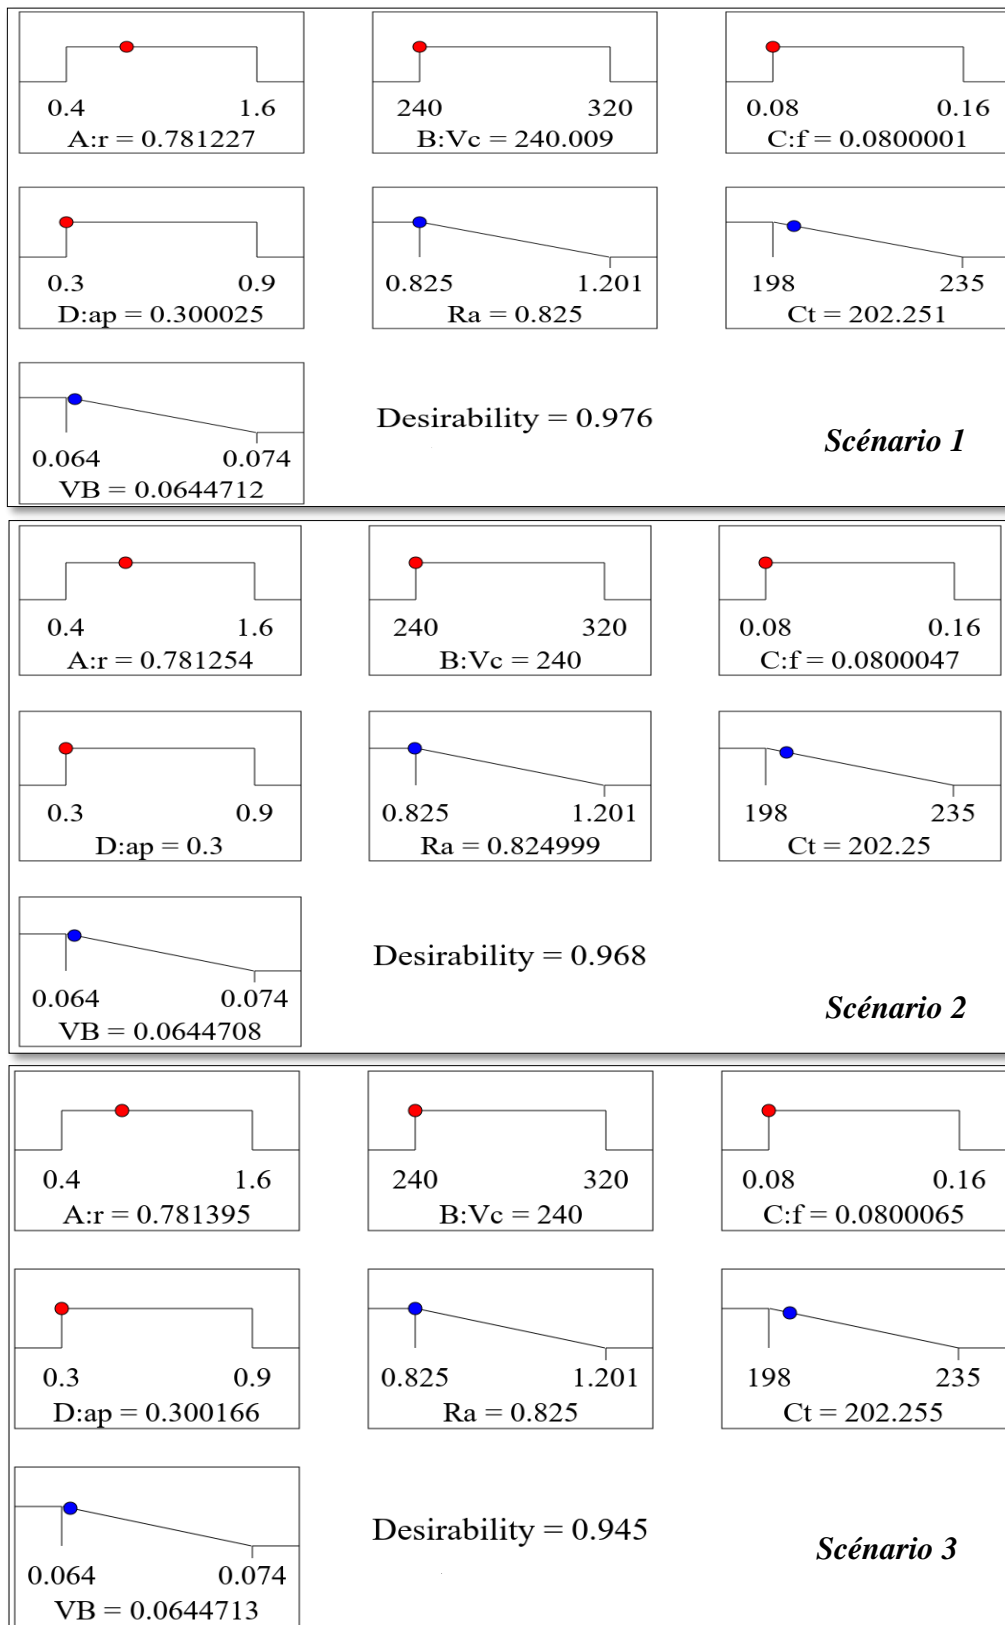 0.4 1.6 240 320 0.08 0.16
A:r = 0.781227 B:Vc = 240.009 C:f = 0.0800001
0.3 0.9 0.825 1.201 198 235
D:ap = 0.300025 Ra = 0.825 Ct = 202.251
Desirability = 0.976
Scénario 1
0.064 0.074
VB = 0.0644712
0.4 1.6 240 320 0.08 0.16
A:r = 0.781254 B:Vc = 240 C:f = 0.0800047
0.3 0.9 0.825 1.201 198 235
D:ap = 0.3 Ra = 0.824999 Ct = 202.25
Desirability = 0.968
0.064 0.074
Scénario 2
VB = 0.0644708
0.4 1.6 240 320 0.08 0.16
A:r = 0.781395 B:Vc = 240 C:f = 0.0800065
0.3 0.9 0.825 1.201 198 235
D:ap = 0.300166 Ra = 0.825 Ct = 202.255
Desirability = 0.945
Scénario 3
0.064 0.074
VB = 0.0644713